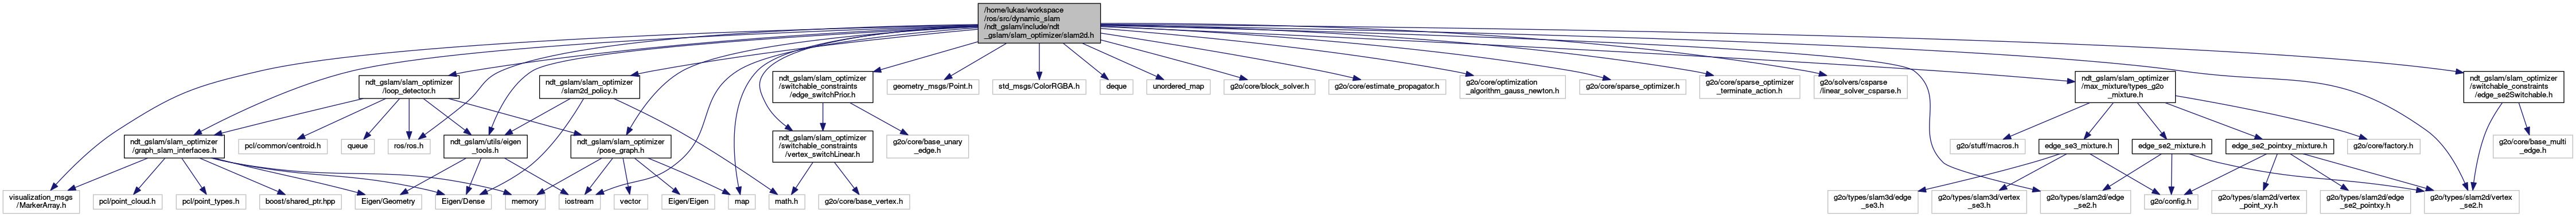 /home/lukas/workspace
/ros/src/dynamic_slam
/ndt_gslam/include/ndt
_gslam/slam_optimizer/slam2d.h
ndt_gslam/slam_optimizer
/loop_detector.h
ndt_gslam/slam_optimizer
/slam2d_policy.h
ndt_gslam/slam_optimizer
/switchable_constraints
/edge_switchPrior.h
geometry_msgs/Point.h
std_msgs/ColorRGBA.h
deque
unordered_map
g2o/core/block_solver.h
g2o/core/estimate_propagator.h
g2o/core/optimization
_algorithm_gauss_newton.h
g2o/core/sparse_optimizer.h
g2o/core/sparse_optimizer
_terminate_action.h
g2o/solvers/csparse
/linear_solver_csparse.h
ndt_gslam/slam_optimizer
/max_mixture/types_g2o
_mixture.h
ndt_gslam/slam_optimizer
/switchable_constraints
/edge_se2Switchable.h
ndt_gslam/slam_optimizer
/graph_slam_interfaces.h
pcl/common/centroid.h
queue
ros/ros.h
ndt_gslam/utils/eigen
_tools.h
ndt_gslam/slam_optimizer
/pose_graph.h
ndt_gslam/slam_optimizer
/switchable_constraints
/vertex_switchLinear.h
g2o/core/base_unary
_edge.h
g2o/stuff/macros.h
edge_se3_mixture.h
edge_se2_mixture.h
edge_se2_pointxy_mixture.h
g2o/core/factory.h
g2o/core/base_multi
_edge.h
visualization_msgs
/MarkerArray.h
pcl/point_cloud.h
pcl/point_types.h
boost/shared_ptr.hpp
Eigen/Geometry
Eigen/Dense
memory
iostream
vector
Eigen/Eigen
map
math.h
g2o/core/base_vertex.h
g2o/types/slam3d/edge
_se3.h
g2o/types/slam3d/vertex
_se3.h
g2o/types/slam2d/edge
_se2.h
g2o/config.h
g2o/types/slam2d/vertex
_point_xy.h
g2o/types/slam2d/edge
_se2_pointxy.h
g2o/types/slam2d/vertex
_se2.h